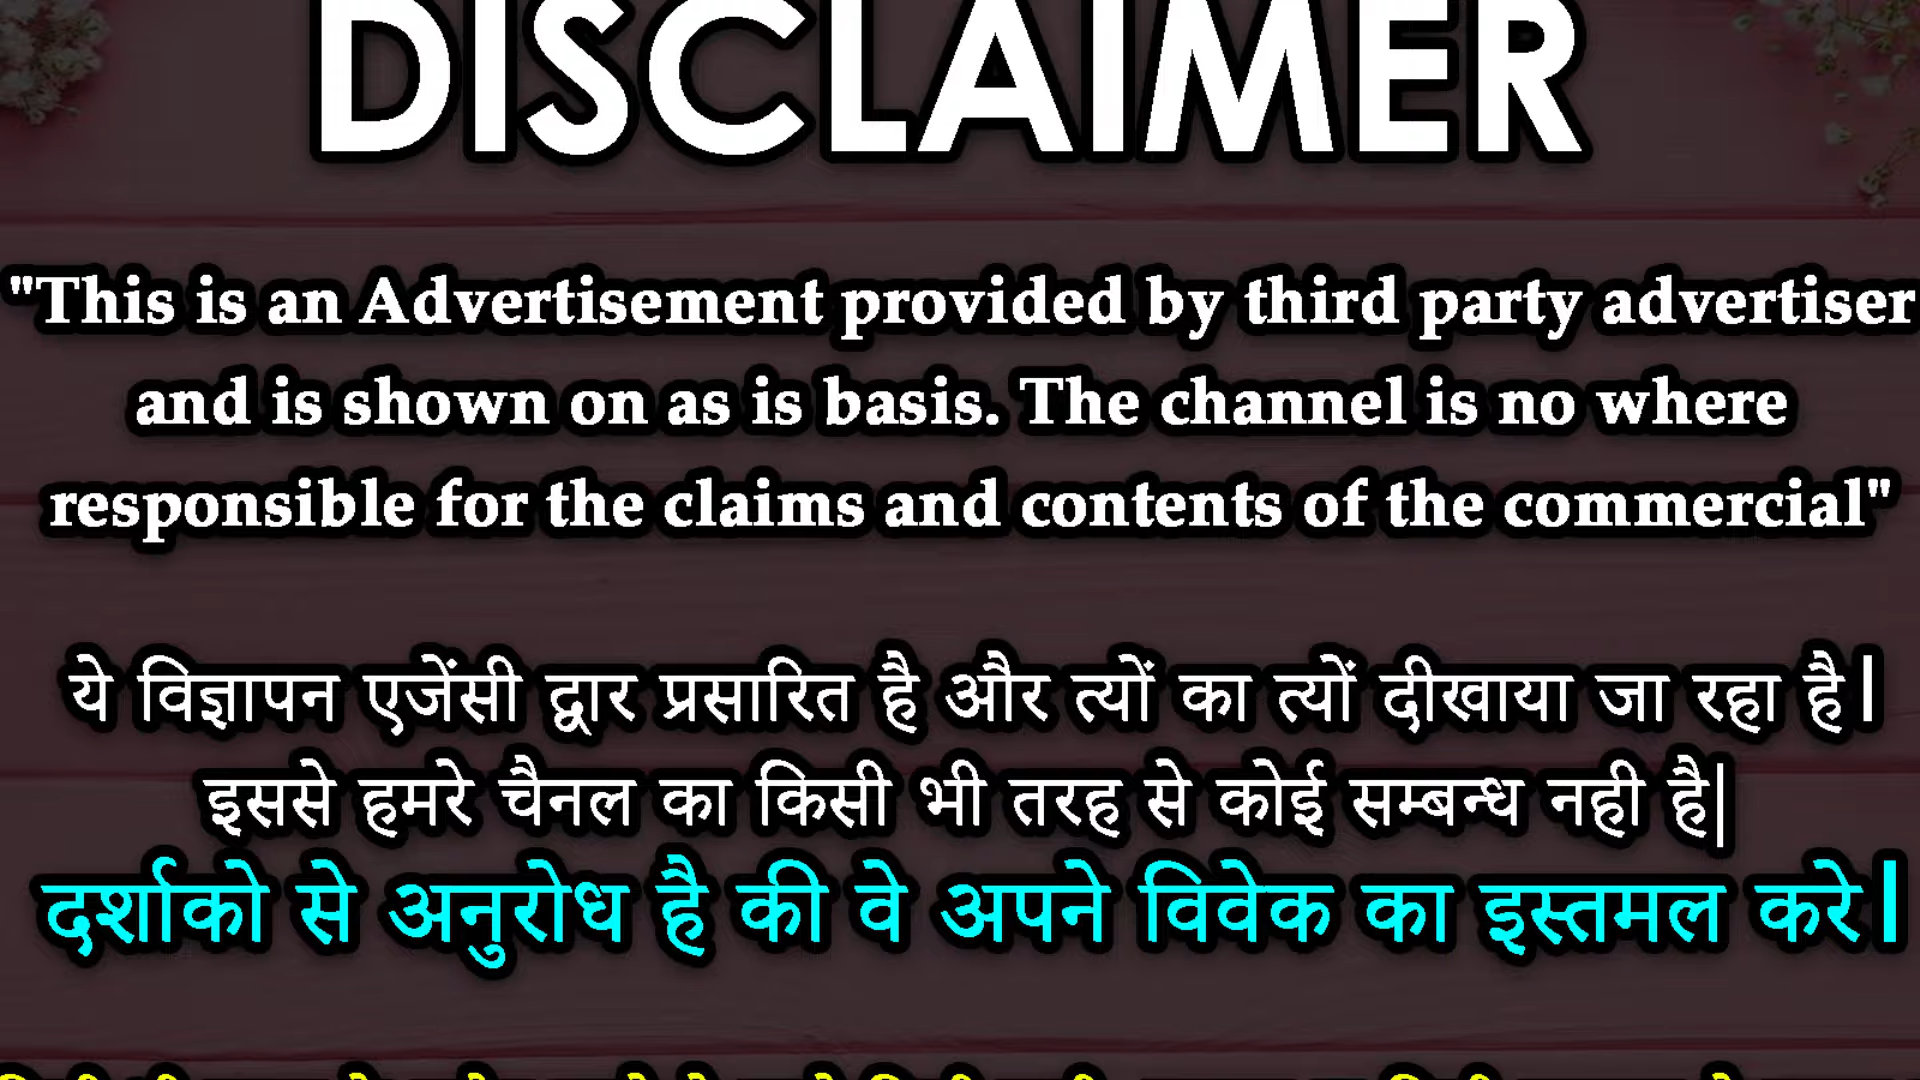 DISCLAIMER
"This is an Advertisement provided by third party advertiser
and is shown on as is basis. The channel is no where
responsible for the claims and contents of the commercial"
ये विज्ञापन एजेंसी द्वार प्रसारित है और त्यों का त्यों दीखाया जा रहा है।
इससे हमरे चैनल का किसी भी तरह से कोई सम्बन्ध नही है|
दर्शाको से अनुरोध है की वे अपने विवेक का इस्तमल करे।